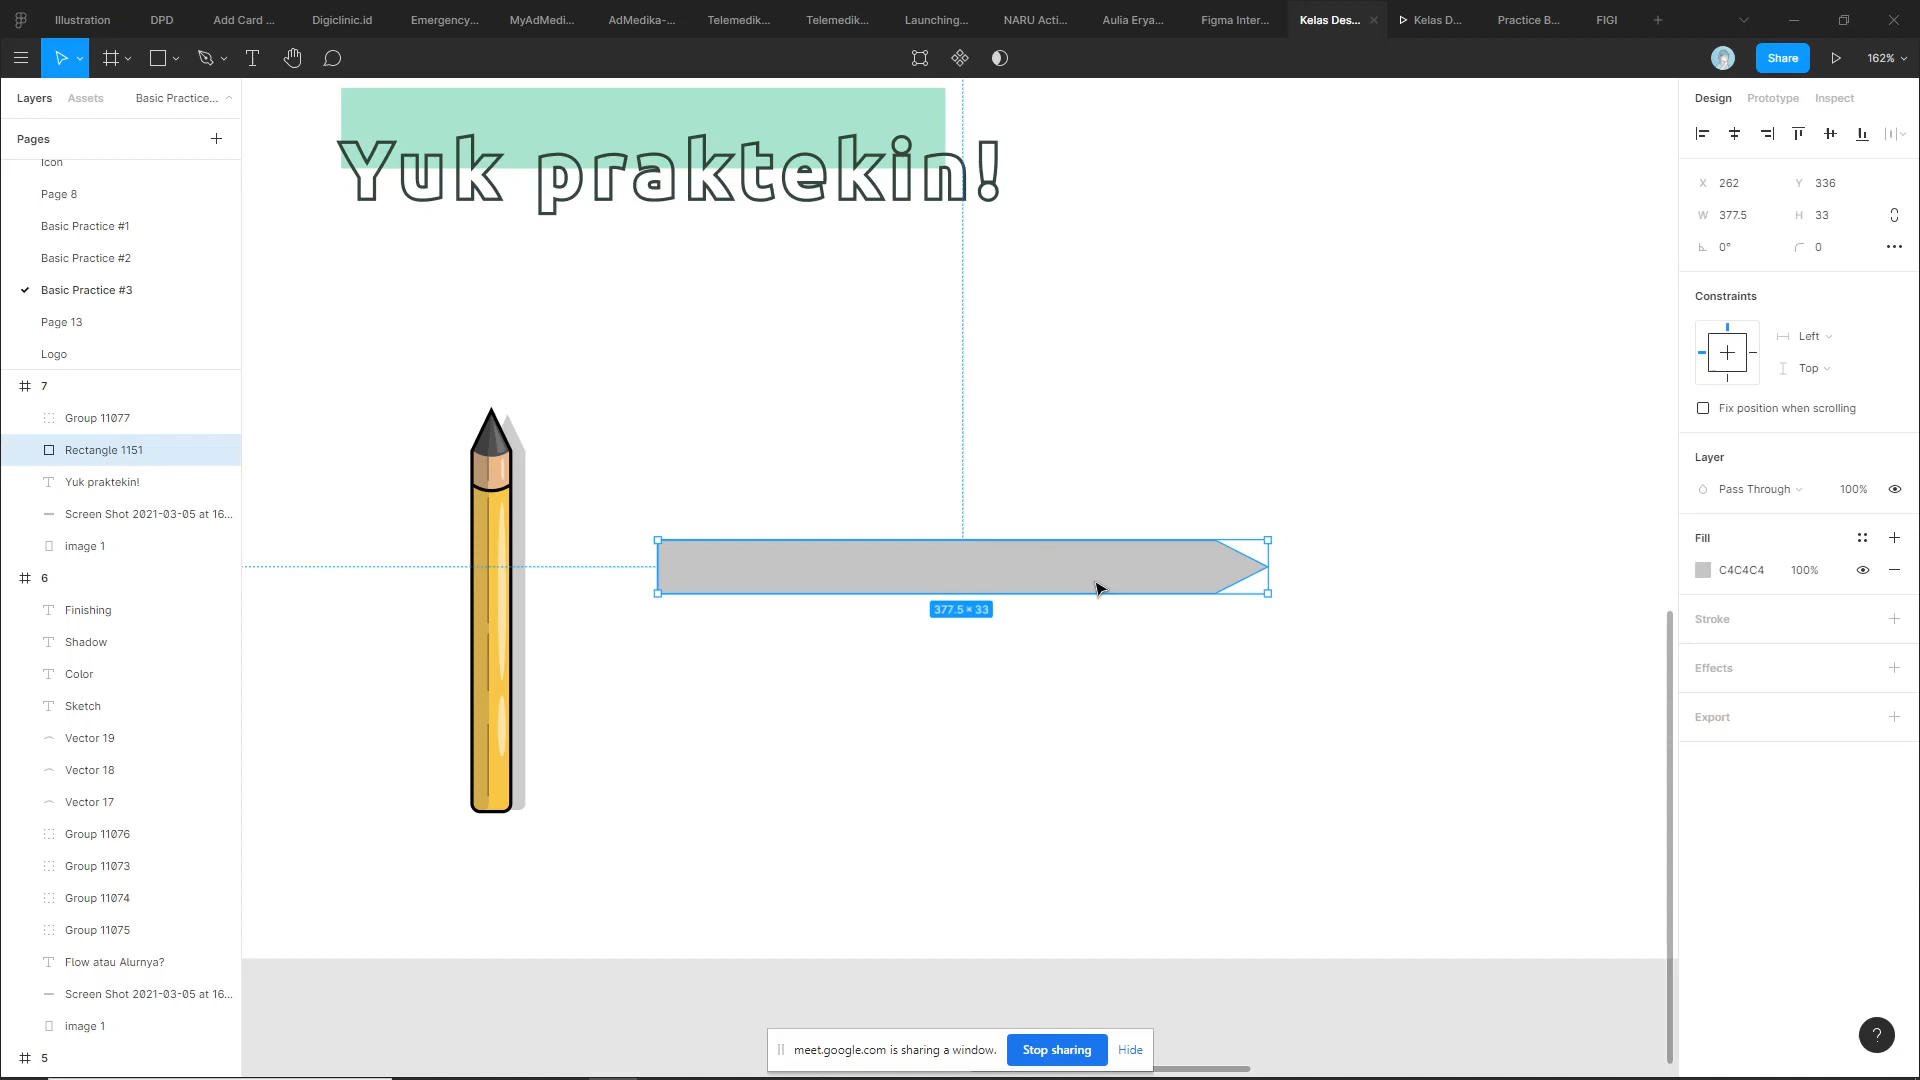 Illustration DPD Add Card ... Digiclinic.id Emergency,... MyAdMedi... AdMedika-... Telemedik... Telemedik... Launching... NARU Acti... Aulia Erya... Figma Inter... Kelas Des... Kelas D... Practice B... FIGI
Share 162%
Layers Assets Basic Practice...
Pages
Icon
Page 8
Basic Practice #1
Basic Practice #2
Basic Practice #3
Page 13
Logo
7
Group 11077
Rectangle 1151
Yuk praktekin!
Screen Shot 2021-03-05 at 16...
image 1
6
Finishing
Shadow
Color
Sketch
Vector 19
Vector 18
Vector 17
Group 11076
Group 11073
Group 11074
Group 11075
Flow atau Alurnya?
Screen Shot 2021-03-05 at 16...
image 1
5
Yuk praktekin!
377.5 × 33
meet.google.com is sharing a window. Stop sharing Hide
Design Prototype Inspect
X 262 Y 336
W 377.5 H 33
0° 0
Constraints
Left
Top
Fix position when scrolling
Layer
Pass Through 100%
Fill
C4C4C4 100%
Stroke
Effects
Export
?